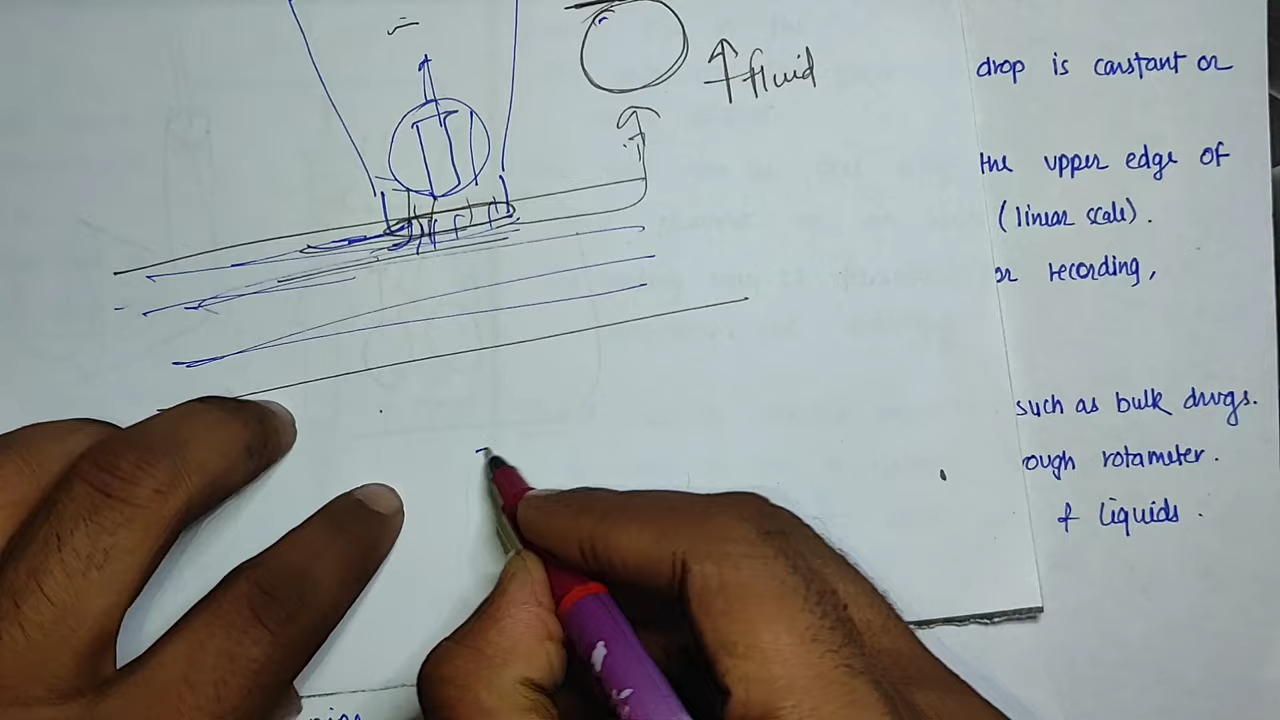 fluid
drop is constant or
the upper edge of
(linear scale).
or recording,
such as bulk drugs.
ough rotameter.
of liquids.